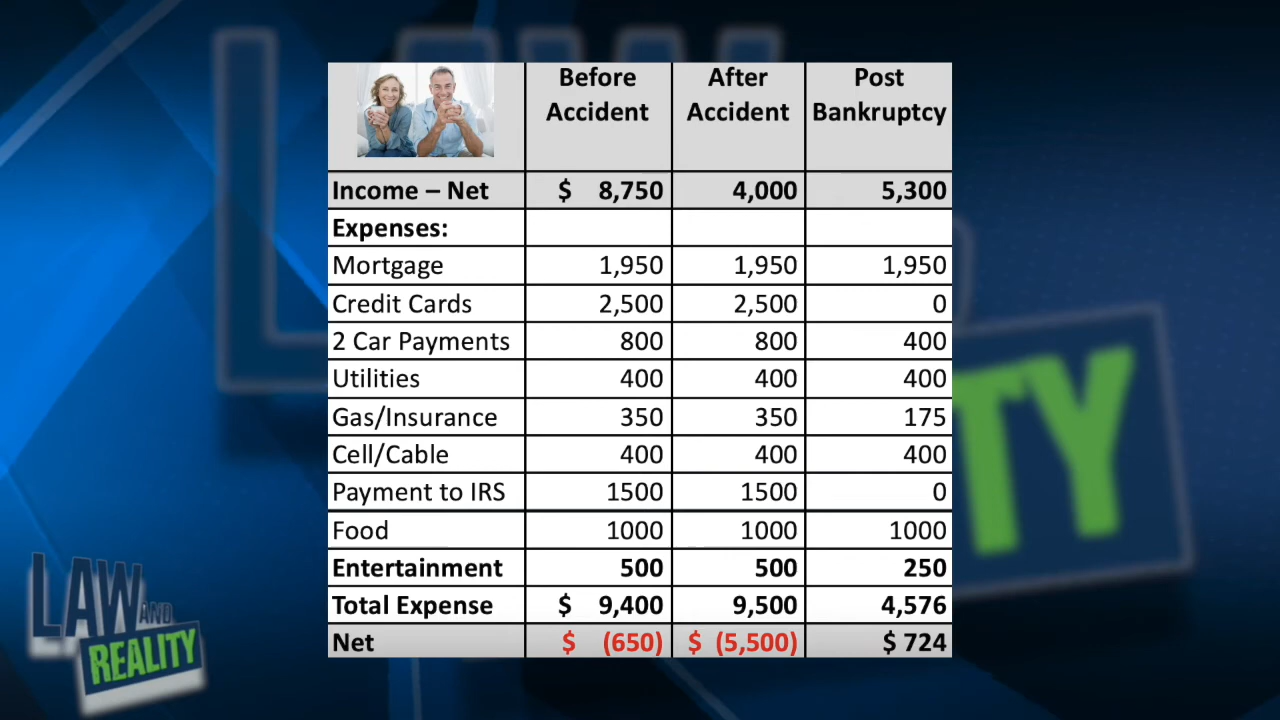 Before After Post
Accident Accident Bankruptcy
Income – Net $ 8,750 4,000 5,300
Expenses:
Mortgage 1,950 1,950 1,950
Credit Cards 2,500 2,500 0
2 Car Payments 800 800 400
Utilities 400 400 400
Gas/Insurance 350 350 175
Cell/Cable 400 400 400
Payment to IRS 1500 1500 0
Food 1000 1000 1000
Entertainment 500 500 250
Total Expense $ 9,400 9,500 4,576
Net $ (650) $ (5,500) $ 724
LAW AND
REALITY
TY